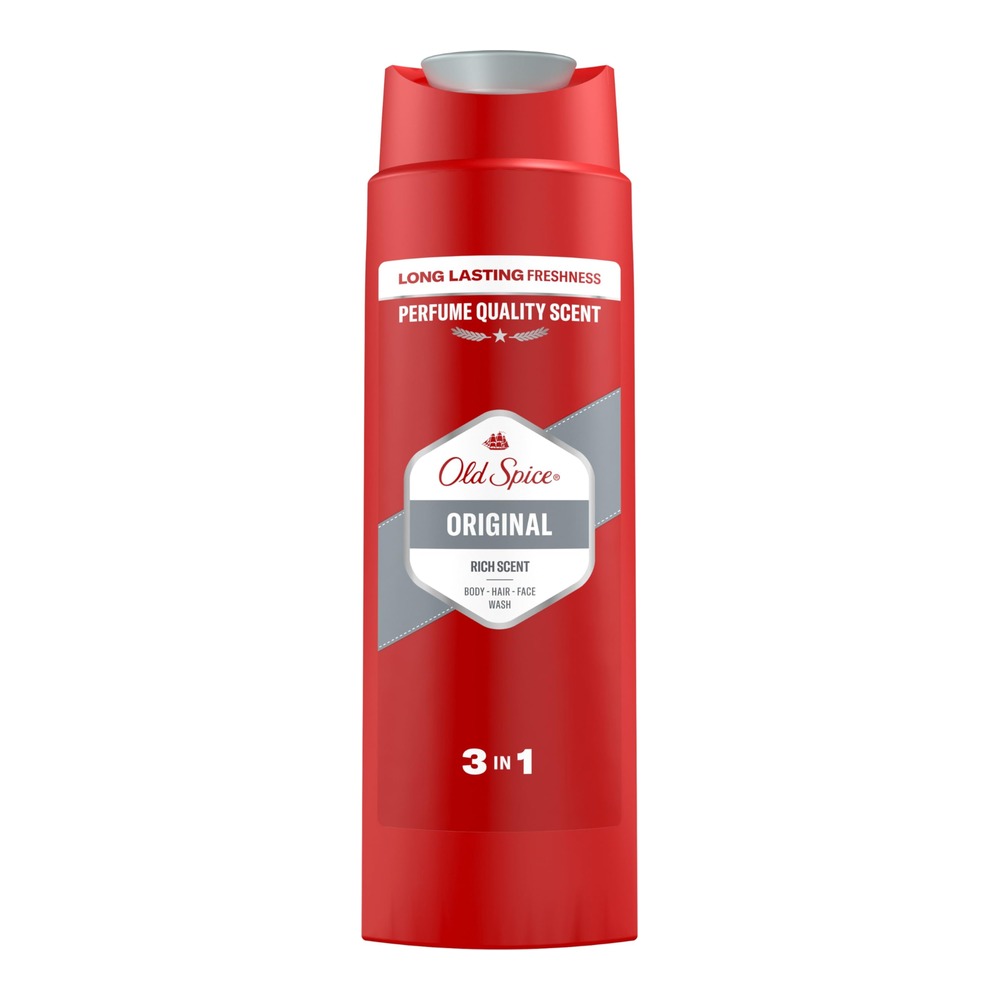 LONG LASTING FRESHNESS
PERFUME QUALITY SCENT
Old Spice®
ORIGINAL
RICH SCENT
BODY - HAIR - FACE
WASH
3 IN 1